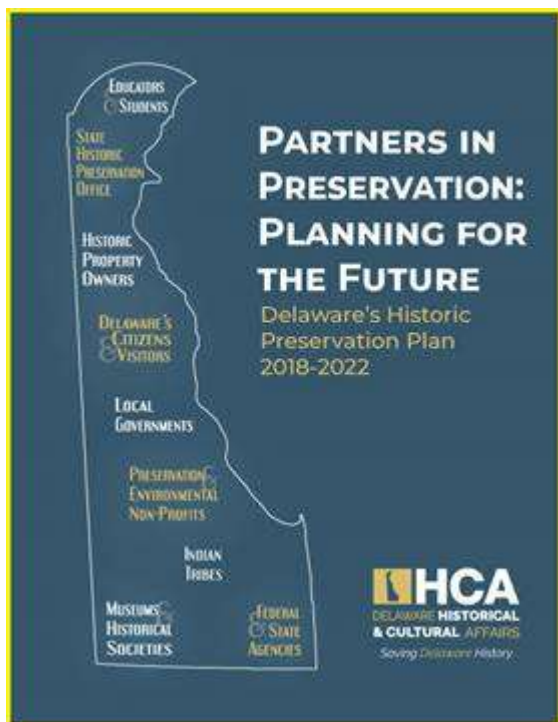 EDUCATORS
& STUDENTS
STATE
HISTORIC
PRESERVATION
OFFICE
HISTORIC
PROPERTY
OWNERS
DELAWARE'S
CITIZENS
& VISITORS
LOCAL
GOVERNMENTS
PRESERVATION &
ENVIRONMENTAL
NON-PROFITS
INDIAN
TRIBES
MUSEUMS &
HISTORICAL
SOCIETIES
FEDERAL
& STATE
AGENCIES
PARTNERS IN
PRESERVATION:
PLANNING FOR
THE FUTURE
Delaware's Historic
Preservation Plan
2018-2022
HCA
DELAWARE HISTORICAL
& CULTURAL AFFAIRS
Saving Delaware History